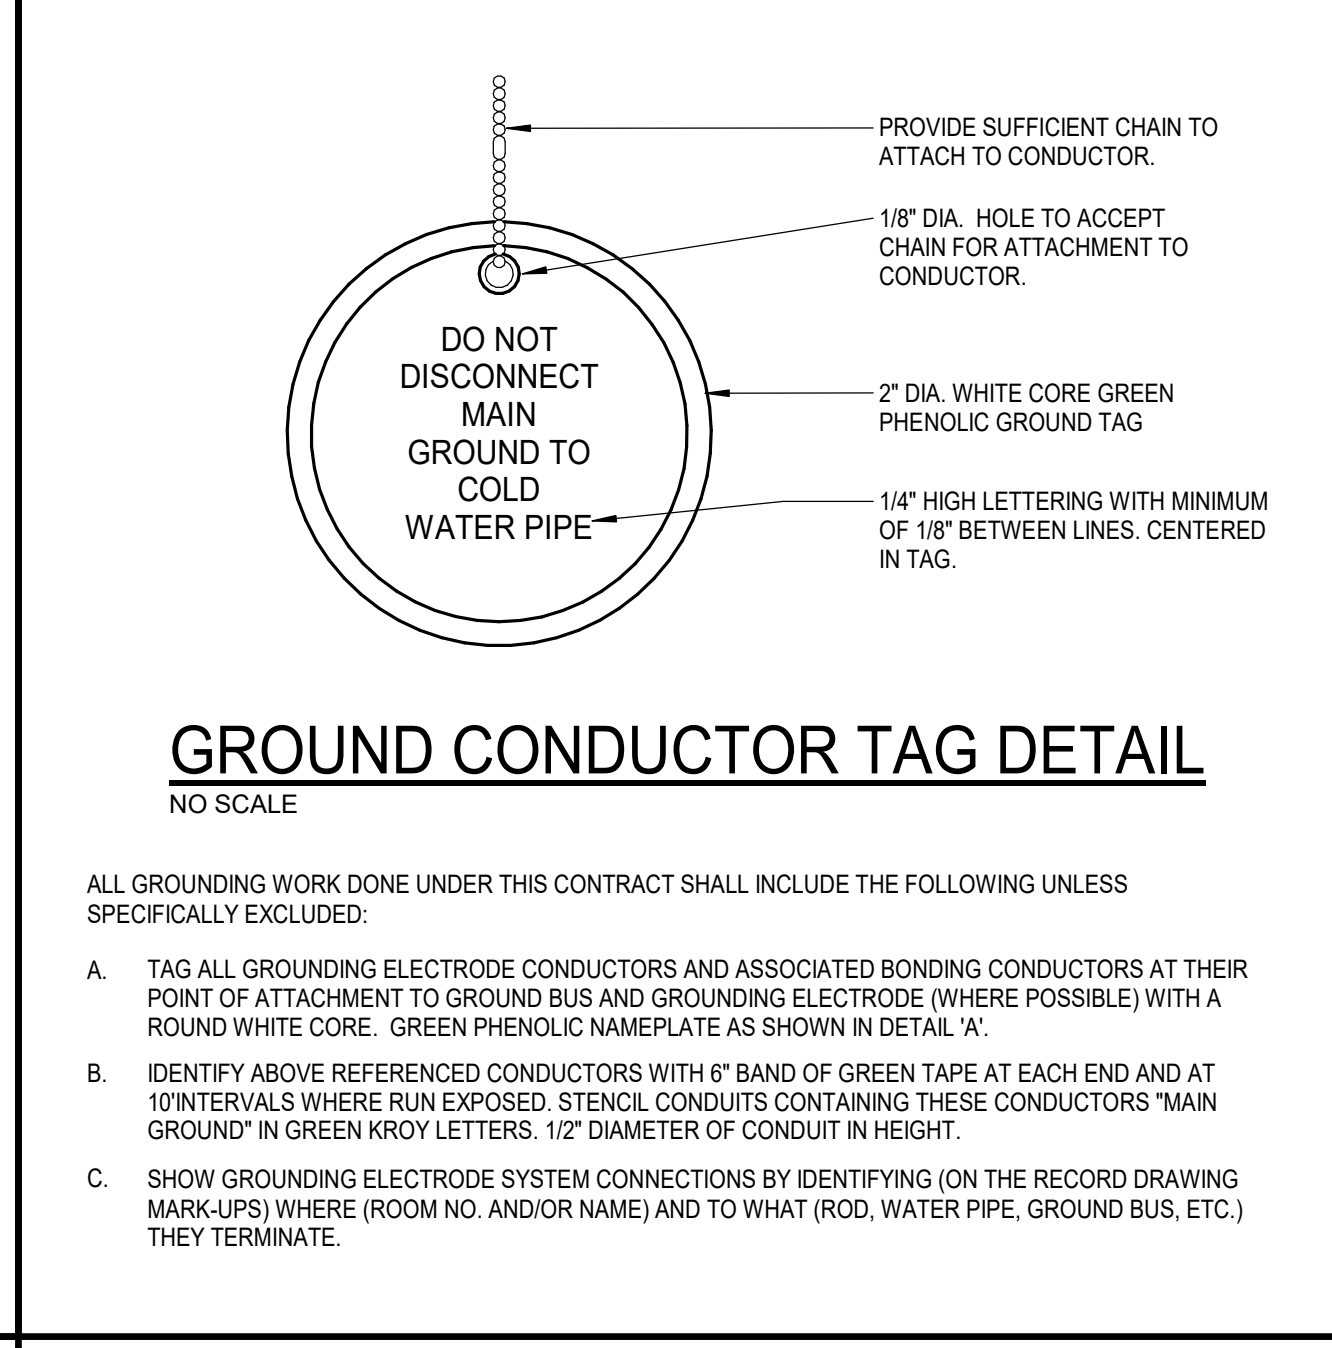 PROVIDE SUFFICIENT CHAIN TO
ATTACH TO CONDUCTOR.
1/8" DIA.  HOLE TO ACCEPT
CHAIN FOR ATTACHMENT TO
CONDUCTOR.
DO NOT
DISCONNECT
MAIN
GROUND TO
COLD
WATER PIPE
2" DIA. WHITE CORE GREEN
PHENOLIC GROUND TAG
1/4" HIGH LETTERING WITH MINIMUM
OF 1/8" BETWEEN LINES. CENTERED
IN TAG.
GROUND CONDUCTOR TAG DETAIL
NO SCALE
ALL GROUNDING WORK DONE UNDER THIS CONTRACT SHALL INCLUDE THE FOLLOWING UNLESS
SPECIFICALLY EXCLUDED:
A. TAG ALL GROUNDING ELECTRODE CONDUCTORS AND ASSOCIATED BONDING CONDUCTORS AT THEIR
POINT OF ATTACHMENT TO GROUND BUS AND GROUNDING ELECTRODE (WHERE POSSIBLE) WITH A
ROUND WHITE CORE.  GREEN PHENOLIC NAMEPLATE AS SHOWN IN DETAIL 'A'.
B. IDENTIFY ABOVE REFERENCED CONDUCTORS WITH 6" BAND OF GREEN TAPE AT EACH END AND AT
10'INTERVALS WHERE RUN EXPOSED. STENCIL CONDUITS CONTAINING THESE CONDUCTORS "MAIN
GROUND" IN GREEN KROY LETTERS. 1/2" DIAMETER OF CONDUIT IN HEIGHT.
C. SHOW GROUNDING ELECTRODE SYSTEM CONNECTIONS BY IDENTIFYING (ON THE RECORD DRAWING
MARK-UPS) WHERE (ROOM NO. AND/OR NAME) AND TO WHAT (ROD, WATER PIPE, GROUND BUS, ETC.)
THEY TERMINATE.